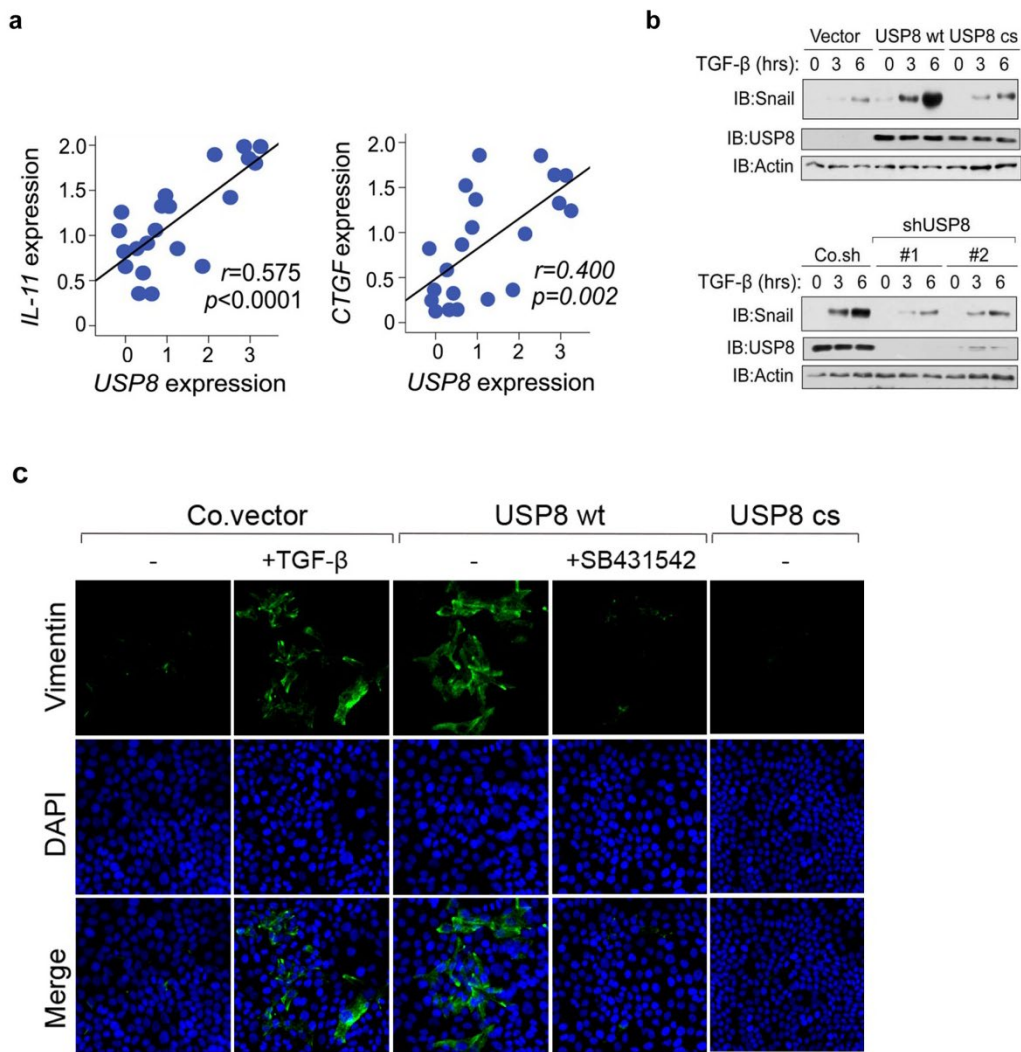 a
IL-11 expression
2.0
1.5
1.0
0.5
0
r=0.575
p<0.0001
0 1 2 3
USP8 expression
CTGF expression
2.0
1.5
1.0
0.5
0
r=0.400
p=0.002
0 1 2 3
USP8 expression
b
Vector USP8 wt USP8 cs
TGF-β (hrs): 0 3 6 0 3 6 0 3 6
IB:Snail
IB:USP8
IB:Actin
shUSP8
Co.sh #1 #2
TGF-β (hrs): 0 3 6 0 3 6 0 3 6
IB:Snail
IB:USP8
IB:Actin
c
Co.vector USP8 wt USP8 cs
- +TGF-β - +SB431542 -
Vimentin
DAPI
Merge